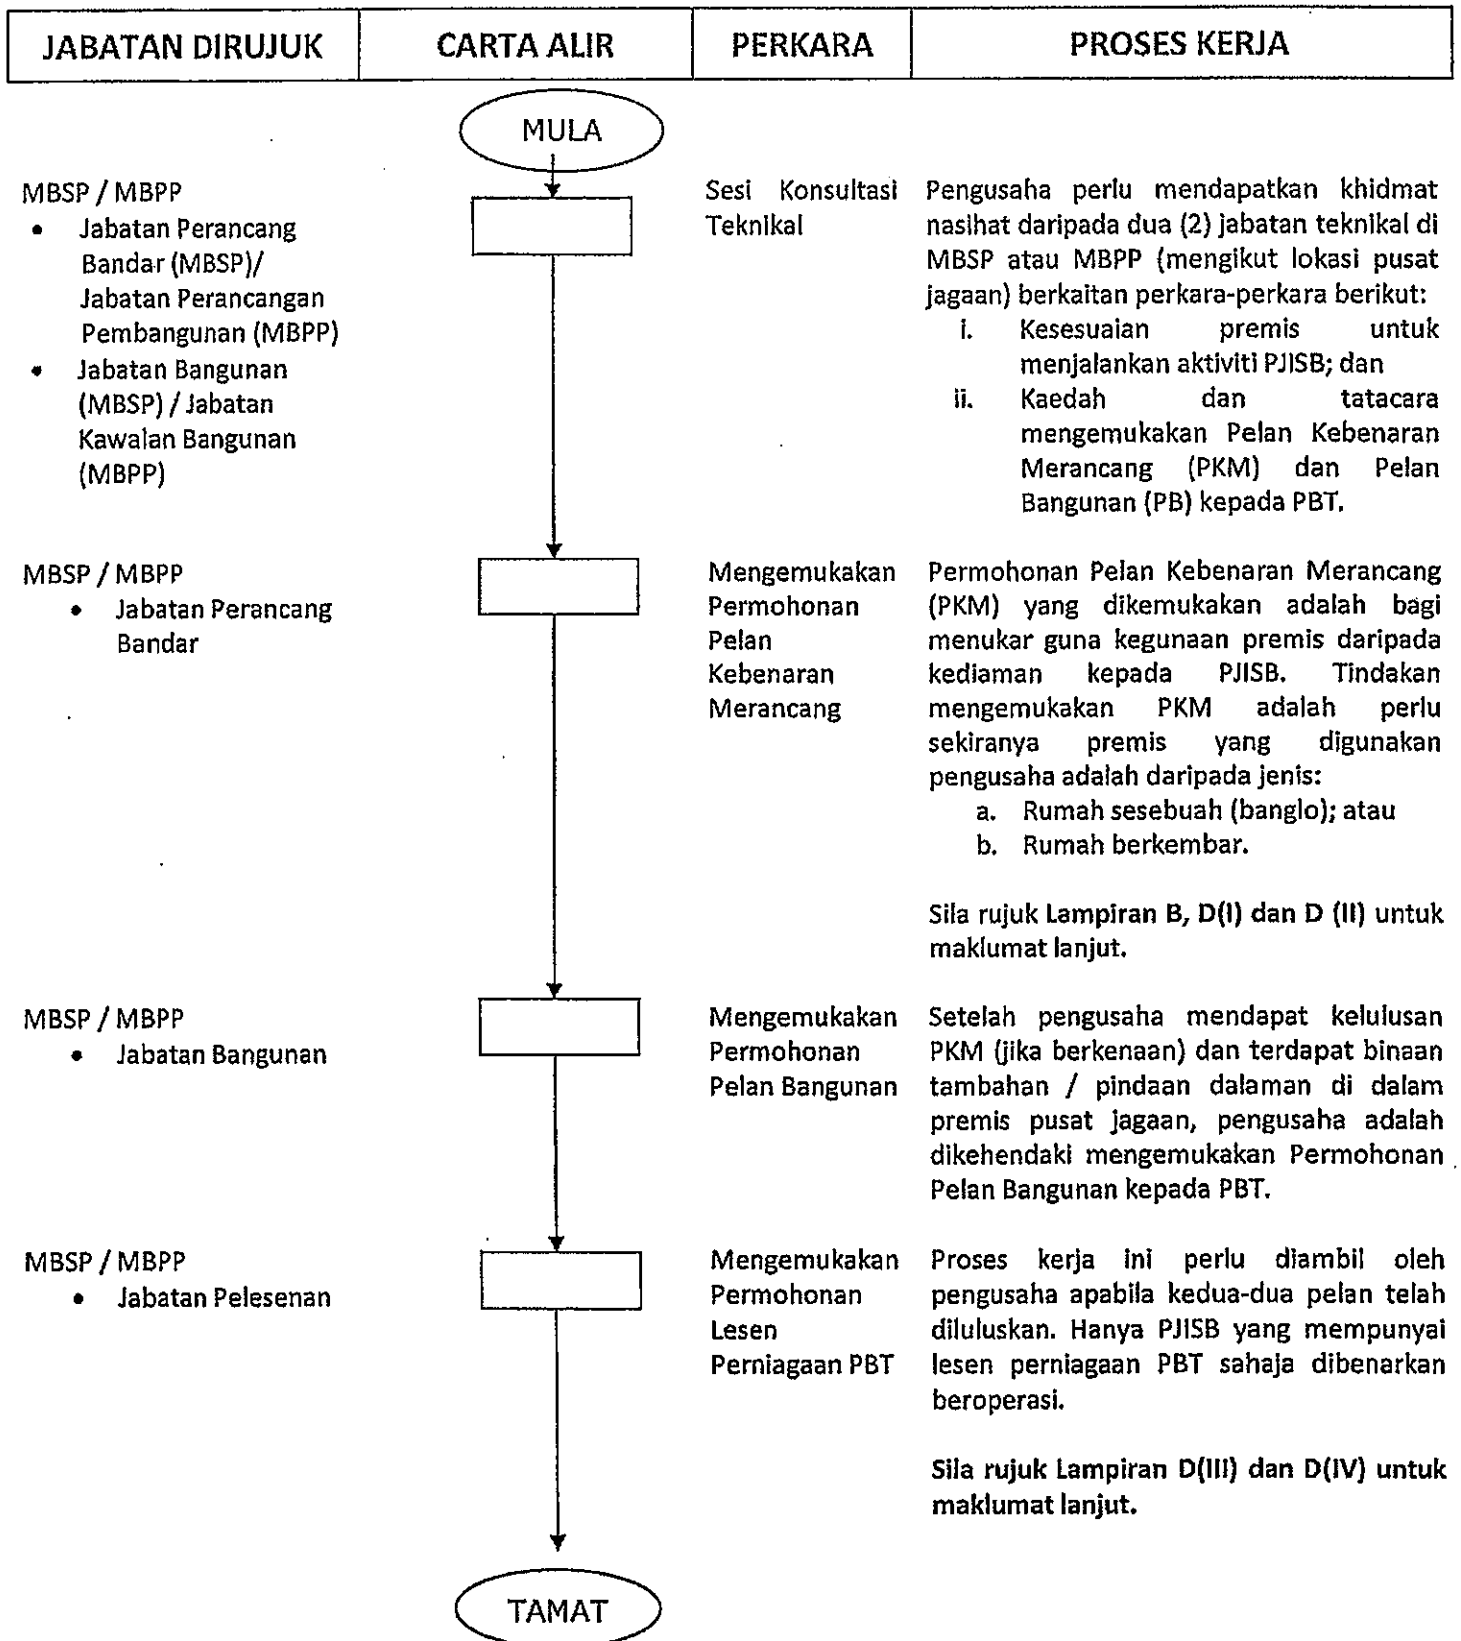 JABATAN DIRUJUK
CARTA ALIR
PERKARA
PROSES KERJA
MULA
MBSP / MBPP
• Jabatan Perancang
Bandar (MBSP)/
Jabatan Perancangan
Pembangunan (MBPP)
• Jabatan Bangunan
(MBSP) / Jabatan
Kawalan Bangunan
(MBPP)
Sesi Konsultasi
Teknikal
Pengusaha perlu mendapatkan khidmat
nasihat daripada dua (2) jabatan teknikal di
MBSP atau MBPP (mengikut lokasi pusat
jagaan) berkaitan perkara-perkara berikut:
i. Kesesuaian premis untuk
menjalankan aktiviti PJISB; dan
ii. Kaedah dan tatacara
mengemukakan Pelan Kebenaran
Merancang (PKM) dan Pelan
Bangunan (PB) kepada PBT.
MBSP / MBPP
• Jabatan Perancang
Bandar
Mengemukakan
Permohonan
Pelan
Kebenaran
Merancang
Permohonan Pelan Kebenaran Merancang
(PKM) yang dikemukakan adalah bagi
menukar guna kegunaan premis daripada
kediaman kepada PJISB. Tindakan
mengemukakan PKM adalah perlu
sekiranya premis yang digunakan
pengusaha adalah daripada jenis:
a. Rumah sesebuah (banglo); atau
b. Rumah berkembar.
Sila rujuk Lampiran B, D(I) dan D (II) untuk
maklumat lanjut.
MBSP / MBPP
• Jabatan Bangunan
Mengemukakan
Permohonan
Pelan Bangunan
Setelah pengusaha mendapat kelulusan
PKM (jika berkenaan) dan terdapat binaan
tambahan / pindaan dalaman di dalam
premis pusat jagaan, pengusaha adalah
dikehendaki mengemukakan Permohonan
Pelan Bangunan kepada PBT.
MBSP / MBPP
• Jabatan Pelesenan
Mengemukakan
Permohonan
Lesen
Perniagaan PBT
Proses kerja ini perlu diambil oleh
pengusaha apabila kedua-dua pelan telah
diluluskan. Hanya PJISB yang mempunyai
lesen perniagaan PBT sahaja dibenarkan
beroperasi.
Sila rujuk Lampiran D(III) dan D(IV) untuk
maklumat lanjut.
TAMAT